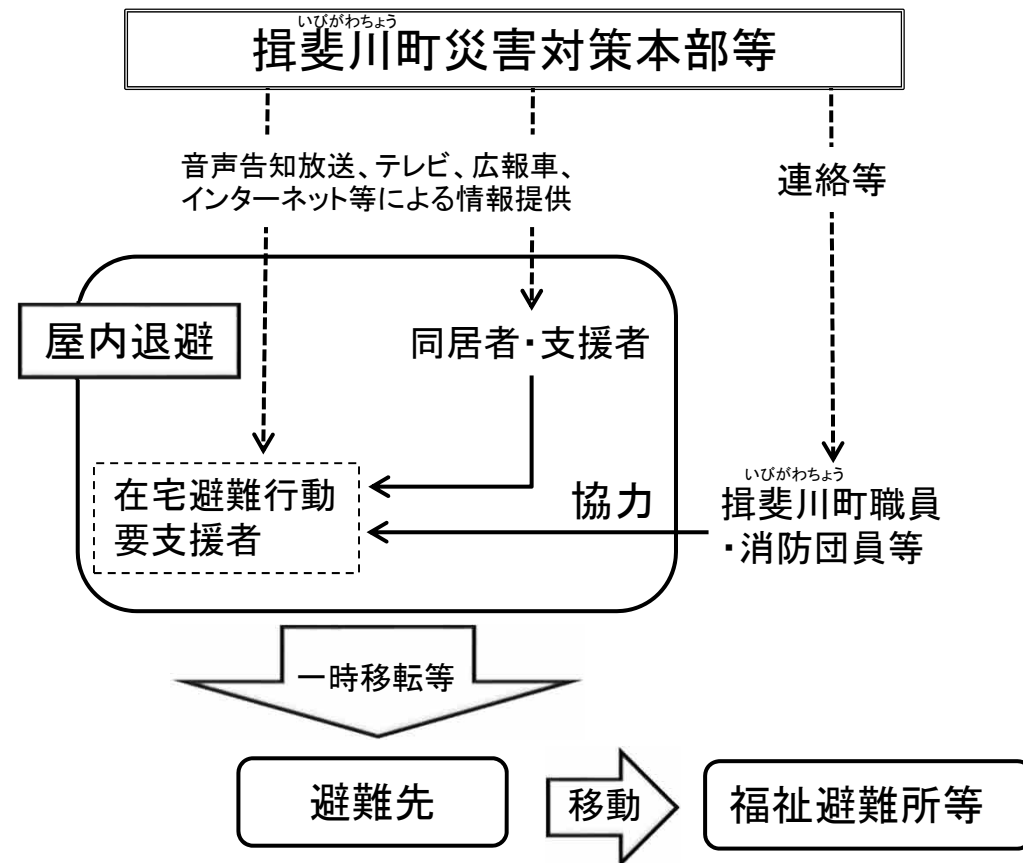 いびがわちょう
揖斐川町災害対策本部等
音声告知放送、テレビ、広報車、
インターネット等による情報提供
連絡等
屋内退避
同居者・支援者
在宅避難行動
要支援者
協力
いびがわちょう
揖斐川町職員
・消防団員等
一時移転等
避難先
移動
福祉避難所等